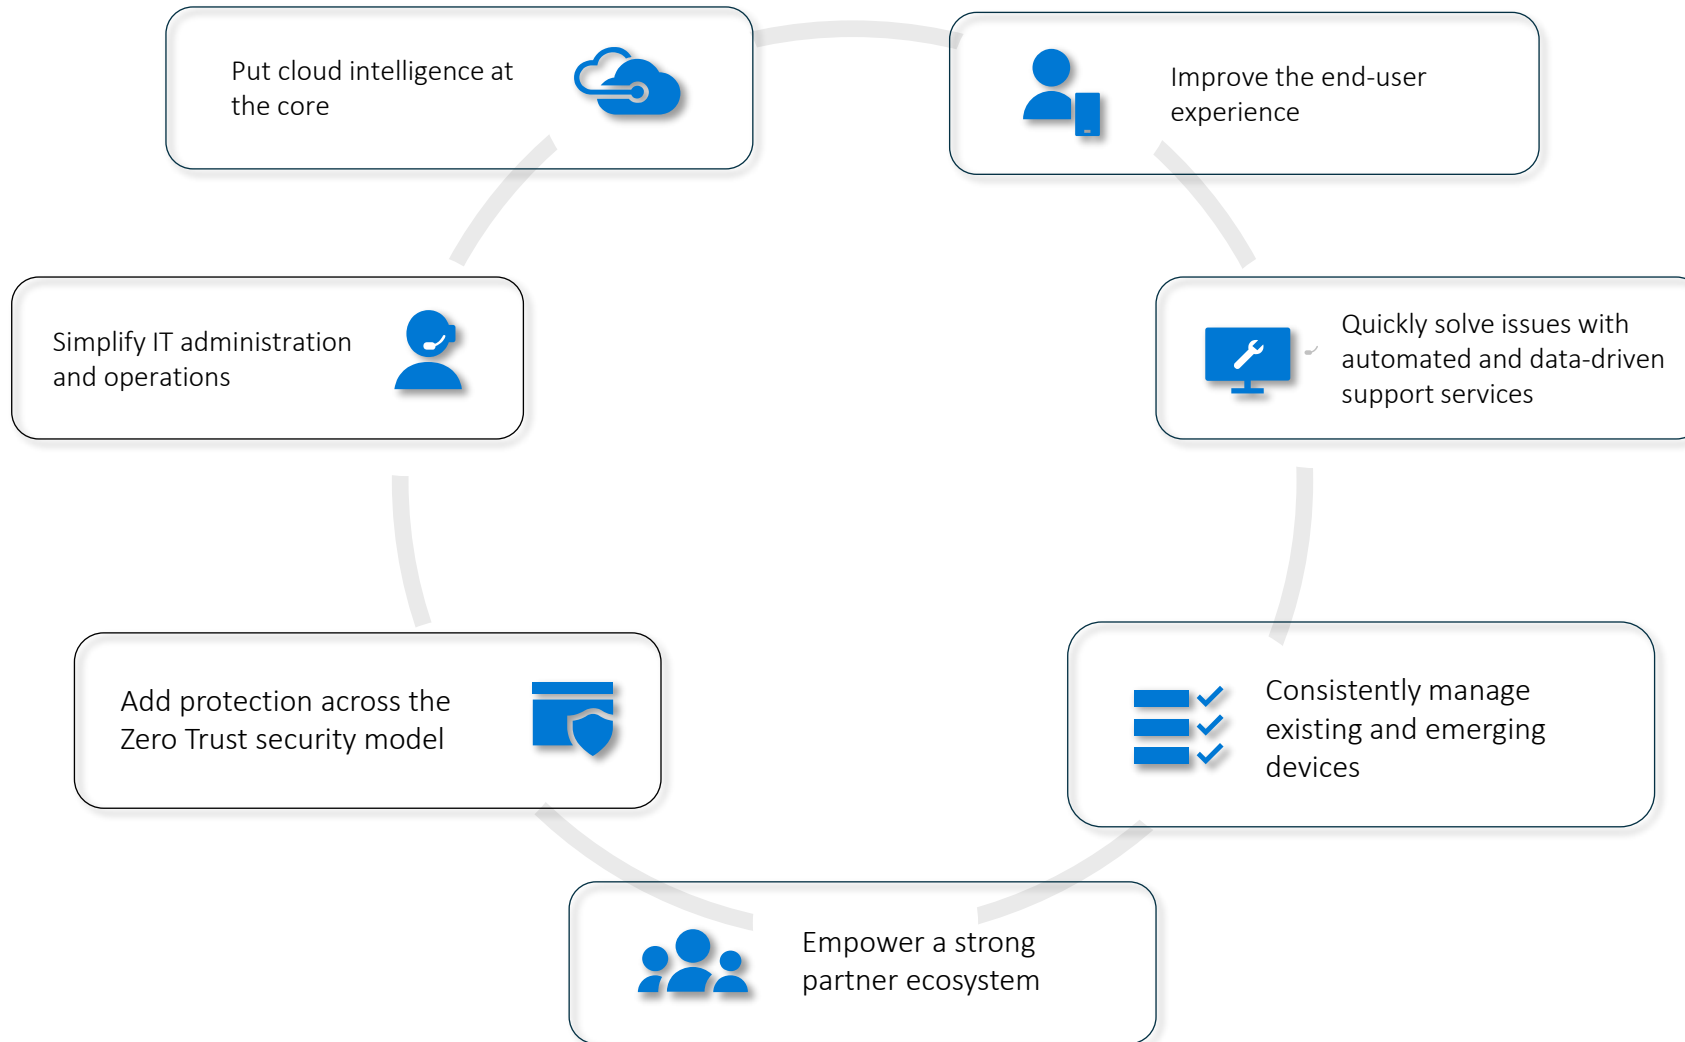 Put cloud intelligence at
the core
Improve the end-user
experience
Simplify IT administration
and operations
Quickly solve issues with
automated and data-driven
support services
Add protection across the
Zero Trust security model
Consistently manage
existing and emerging
devices
Empower a strong
partner ecosystem